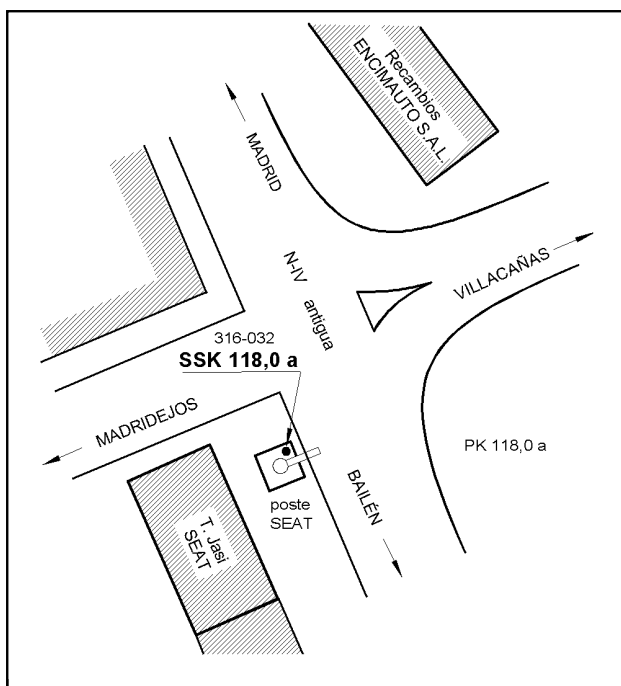 Recambios
ENCIMAUTO S.A.L.
MADRID
N-IV
antigua
VILLACAÑAS
316-032
SSK 118,0 a
MADRIDEJOS
PK 118,0 a
BAILÉN
poste
SEAT
T. Jasi
SEAT